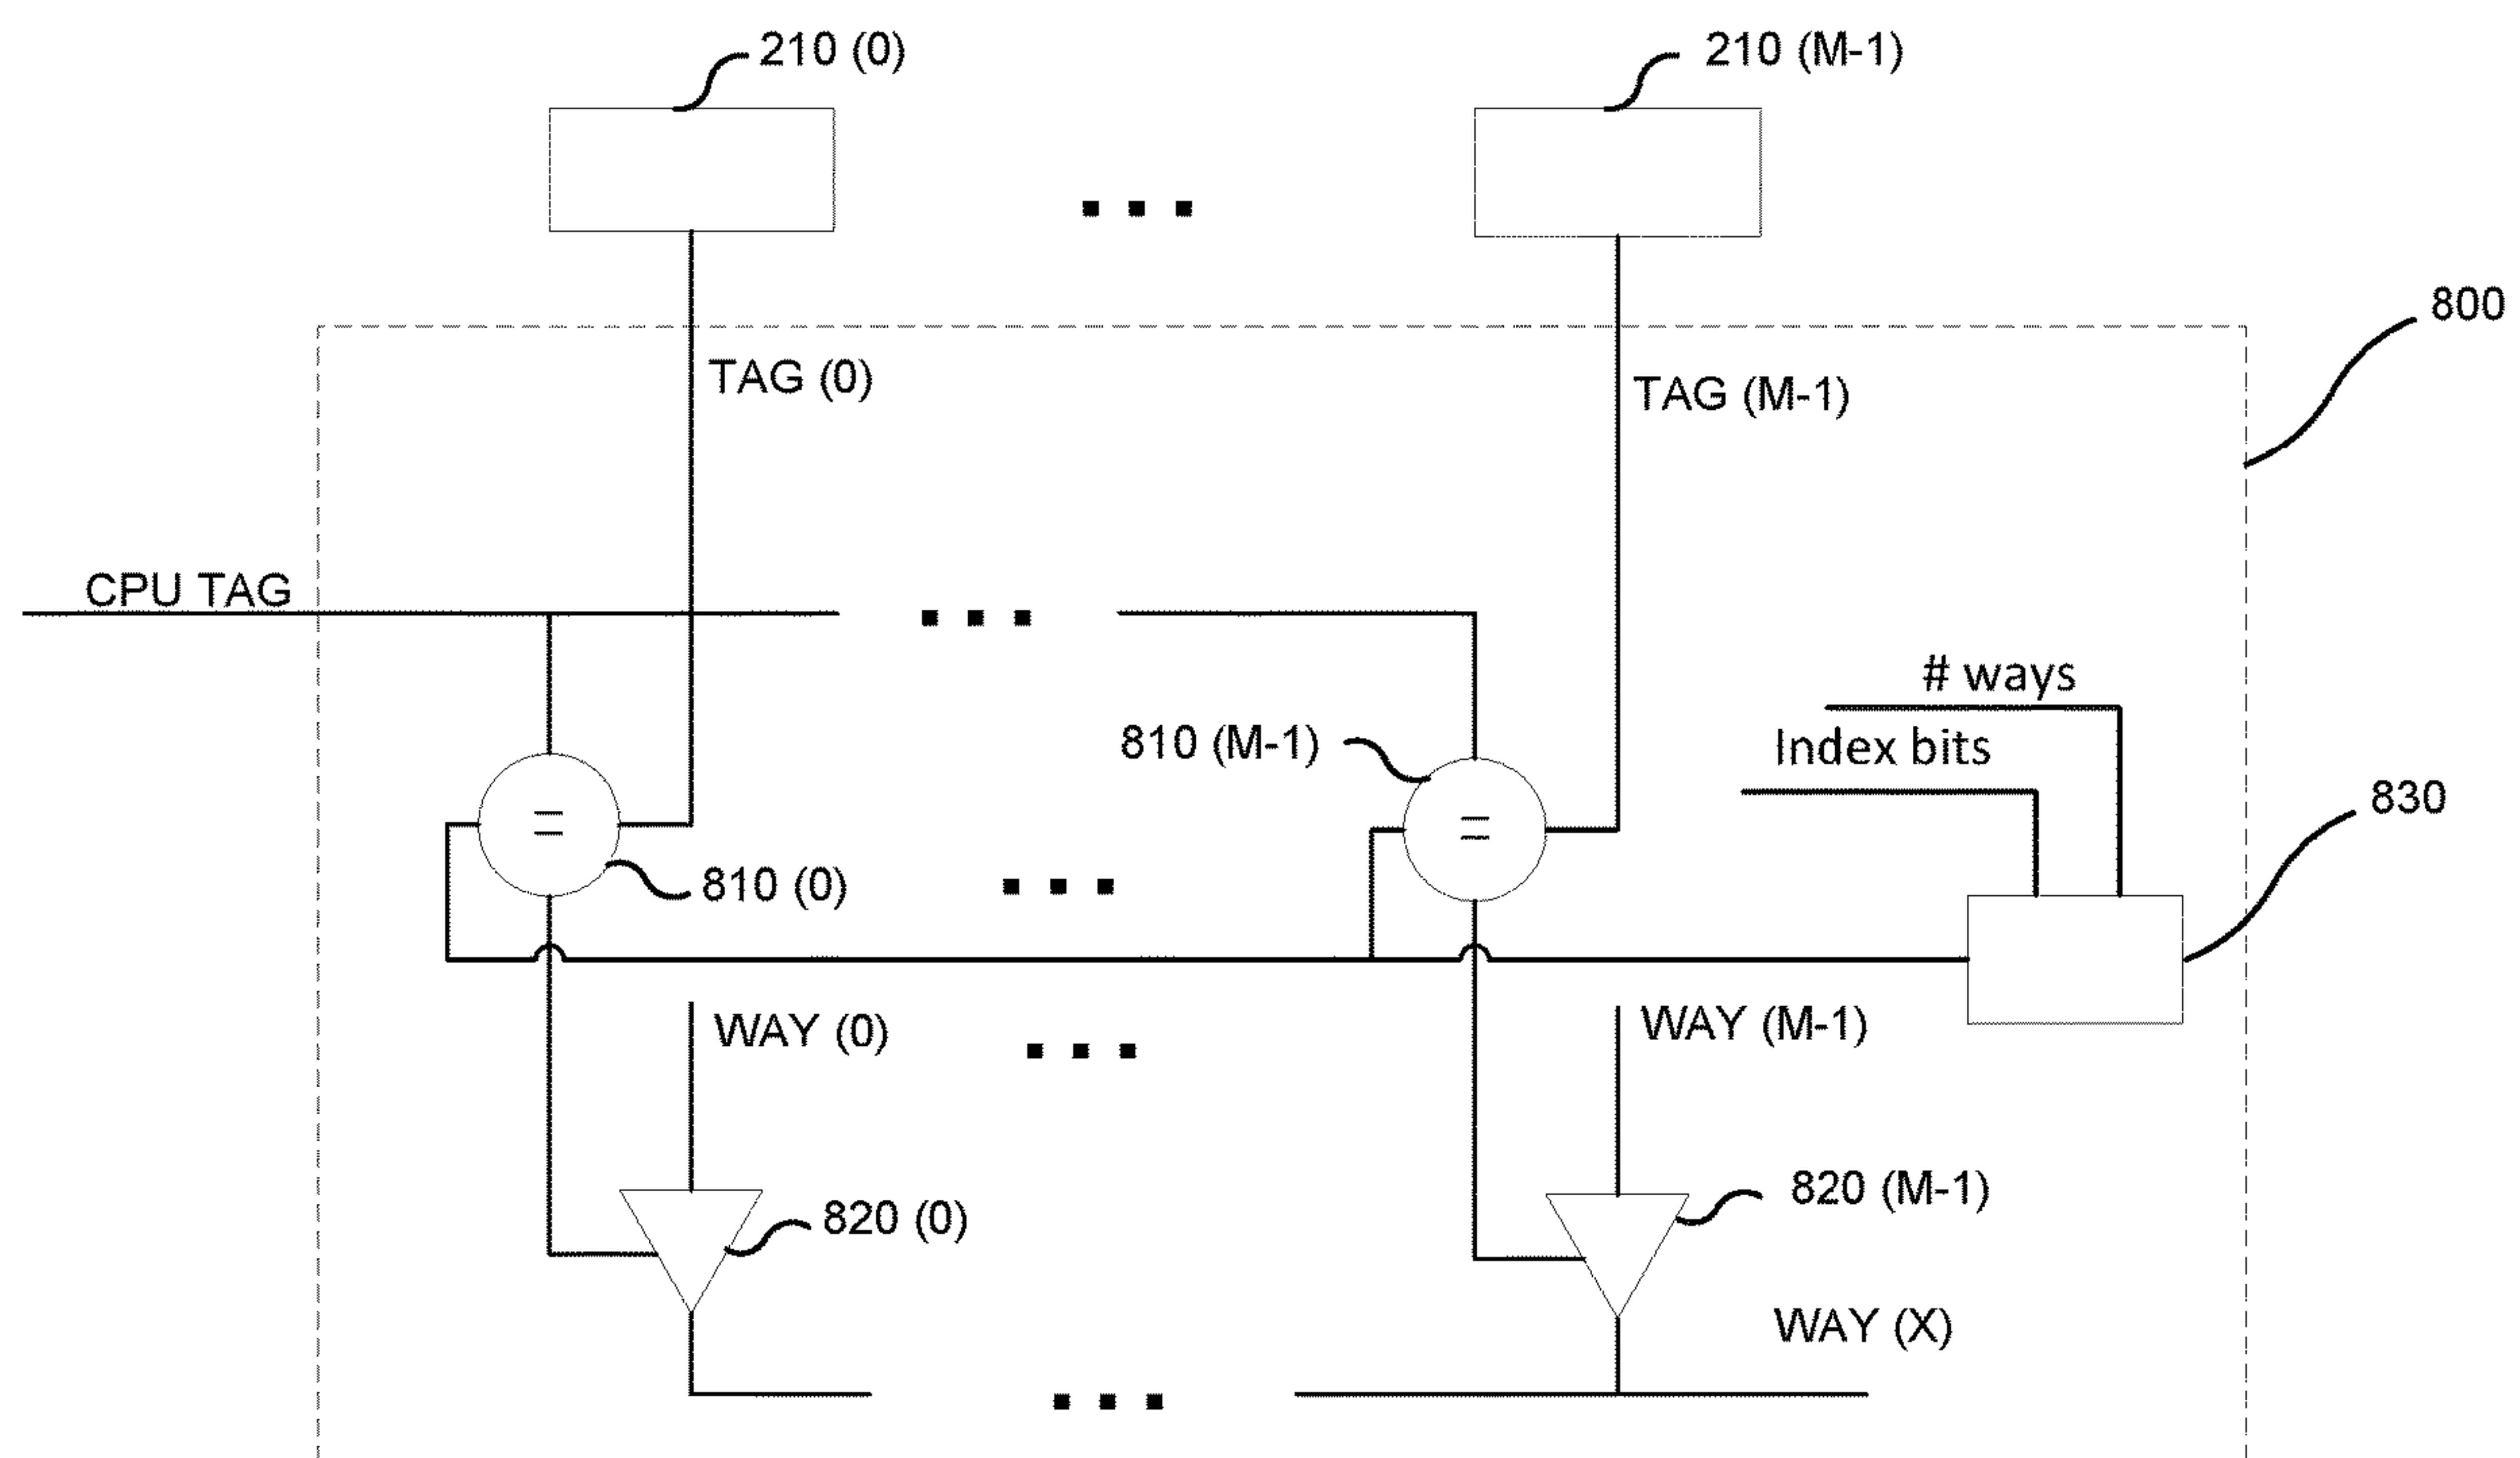 210 (0)
210 (M-1)
800
TAG (0)
TAG (M-1)
CPU TAG
# ways
810 (M-1)
Index bits
830
=
=
810 (0)
WAY (0)
WAY (M-1)
820 (0)
820 (M-1)
WAY (X)